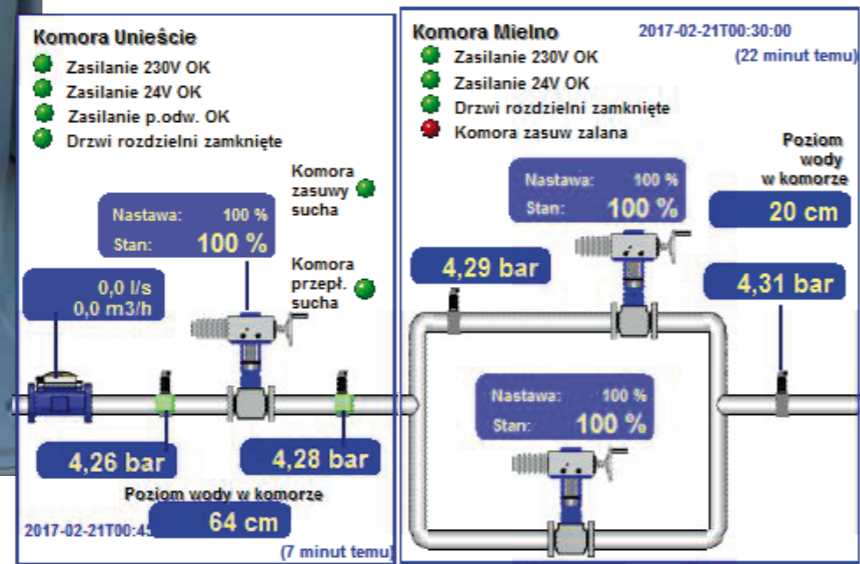 Komora Unieście
Zasilanie 230V OK
Zasilanie 24V OK
Zasilanie p.odw. OK
Drzwi rozdzielni zamknięte
Komora
zasuwy
sucha
Nastawa: 100 %
Stan: 100 %
Komora
przepł.
sucha
0,0 l/s
0,0 m3/h
4,26 bar
4,28 bar
Poziom wody w komorze
64 cm
2017-02-21T00:45
(7 minut temu)
Komora Mielno
2017-02-21T00:30:00
(22 minut temu)
Zasilanie 230V OK
Zasilanie 24V OK
Drzwi rozdzielni zamknięte
Komora zasuw zalana
Poziom
wody
w komorze
20 cm
Nastawa: 100 %
Stan: 100 %
4,29 bar
4,31 bar
Nastawa: 100 %
Stan: 100 %